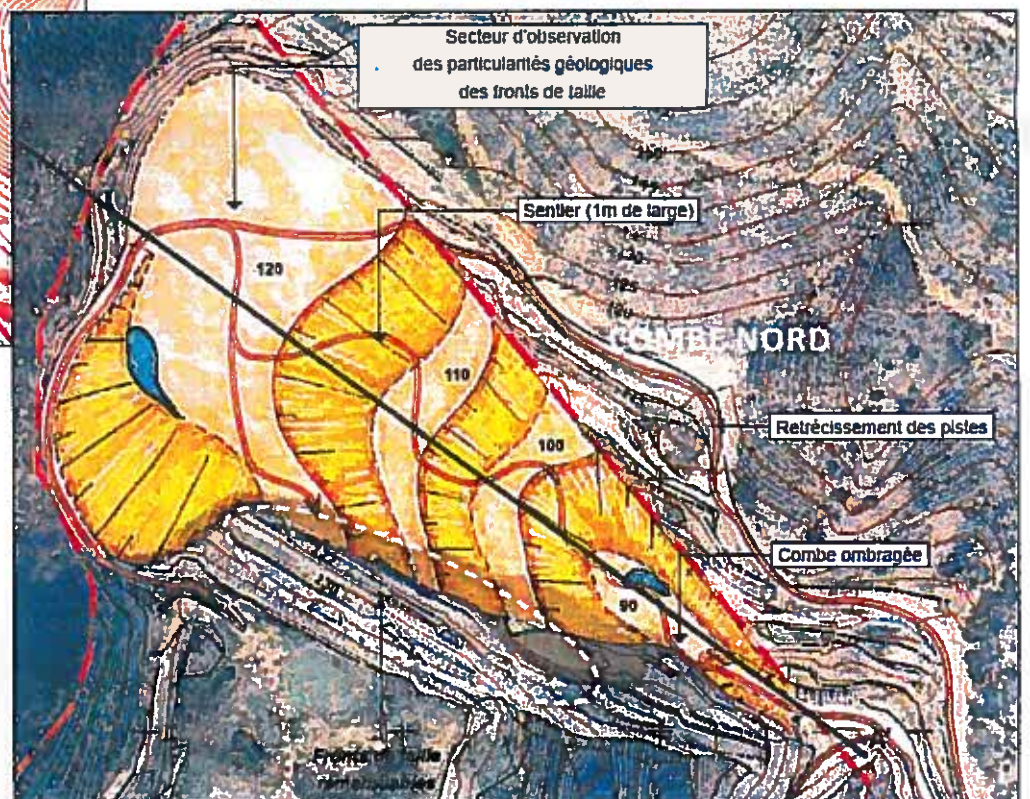 Secteur d'observation
des particularités géologiques
des fronts de taille
Sentier (1m de large)
120
COMBE NORD
110
Retrécissement des pistes
100
Combe ombragée
90